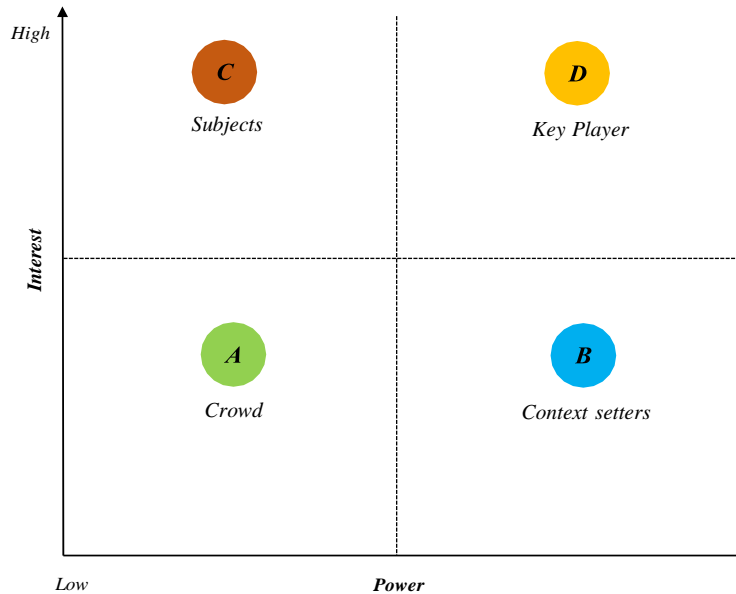 High
C
D
Subjects
Key Player
Interest
A
B
Crowd
Context setters
Low
Power